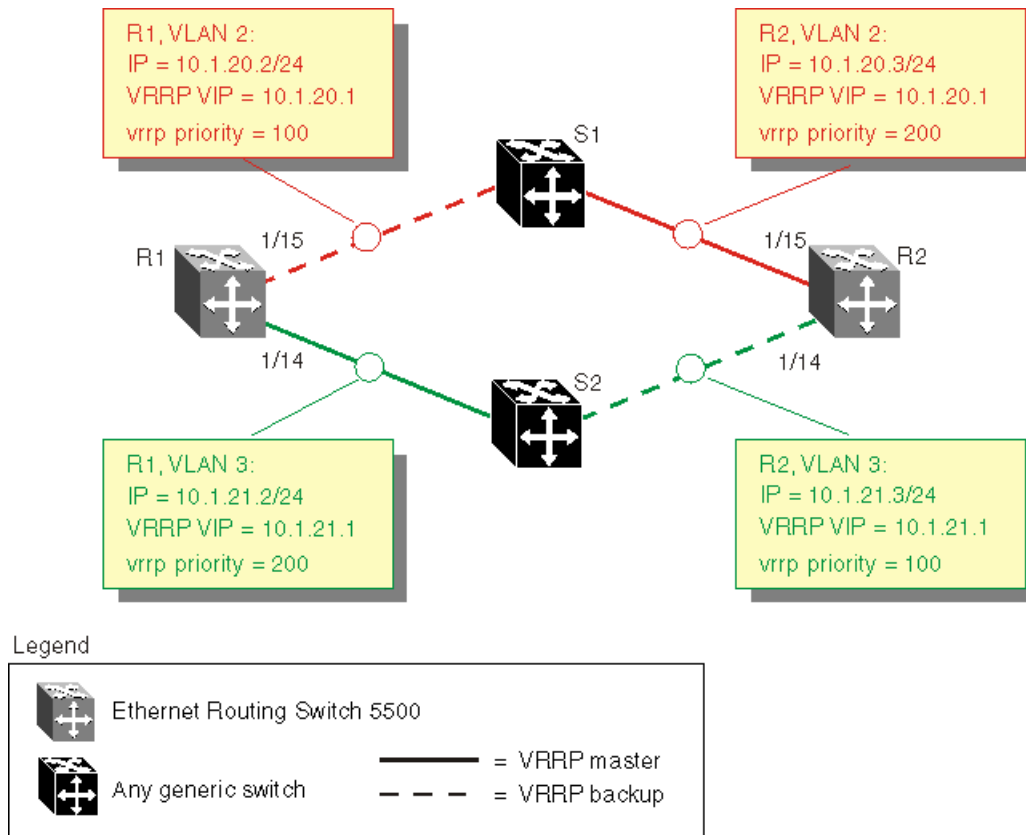 R1, VLAN 2:
IP = 10.1.20.2/24
VRRP VIP = 10.1.20.1
vrrp priority = 100
R2, VLAN 2:
IP = 10.1.20.3/24
VRRP VIP = 10.1.20.1
vrrp priority = 200
S1
1/15
R1
1/15
R2
1/14
S2
1/14
R1, VLAN 3:
IP = 10.1.21.2/24
VRRP VIP = 10.1.21.1
vrrp priority = 200
R2, VLAN 3:
IP = 10.1.21.3/24
VRRP VIP = 10.1.21.1
vrrp priority = 100
Legend
Ethernet Routing Switch 5500
Any generic switch
= VRRP master
= VRRP backup